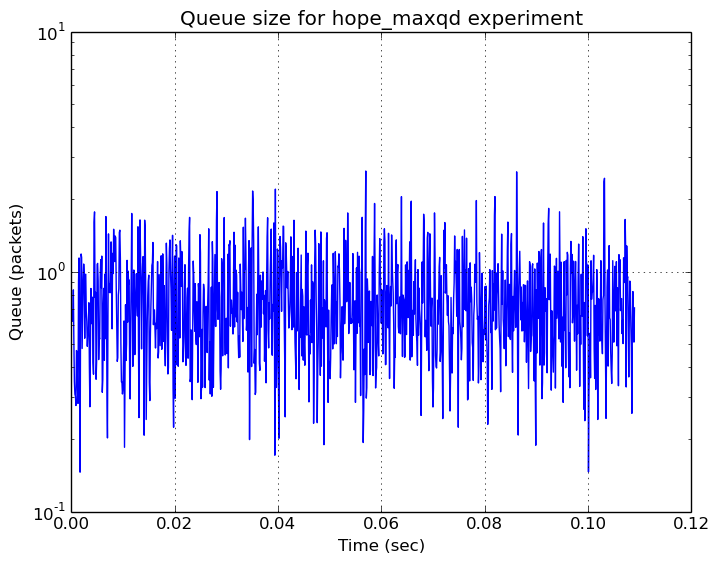 Queue size for hope_maxqd experiment
10^1
10^0
10^-1
Queue (packets)
0.00 0.02 0.04 0.06 0.08 0.10 0.12
Time (sec)